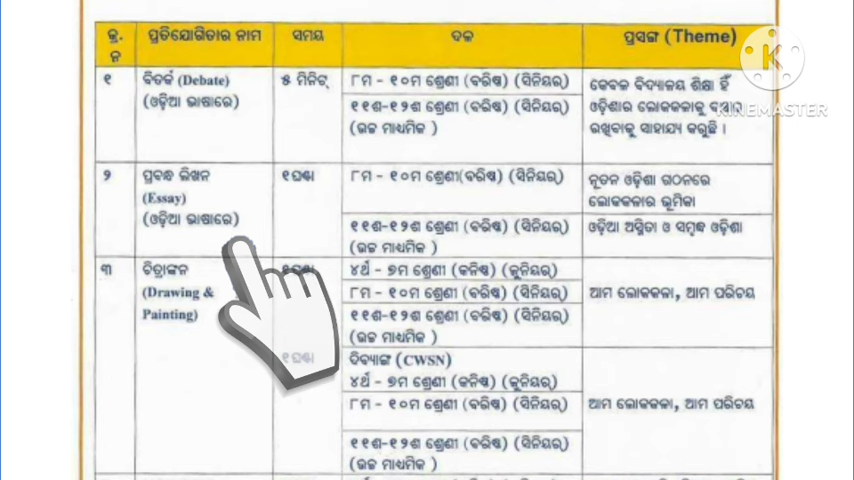 କ୍ର. ନ
ପ୍ରତିଯୋଗିତାର ନାମ
ସମୟ
ଦଳ
ପ୍ରସଙ୍ଗ (Theme)
୧
ବିତର୍କ (Debate)
(ଓଡ଼ିଆ ଭାଷାରେ)
୫ ମିନିଟ୍
୮ମ - ୧୦ମ ଶ୍ରେଣୀ (ବରିଷ୍ଠ) (ସିନିୟର୍)
୧୧ଶ-୧୨ଶ ଶ୍ରେଣୀ (ବରିଷ୍ଠ) (ସିନିୟର୍)
(ଉଚ୍ଚ ମାଧ୍ୟମିକ )
କେବଳ ବିଦ୍ୟାଳୟ ଶିକ୍ଷା ହିଁ
ଓଡ଼ିଶାର ଲୋକକଳାକୁ
ରଖିବାକୁ ସାହାଯ୍ୟ କରୁଛି ।
KINEMASTER
୨
ପ୍ରବନ୍ଧ ଲିଖନ
(Essay)
(ଓଡ଼ିଆ ଭାଷାରେ)
୧ଘଣ୍ଟା
୮ମ - ୧୦ମ ଶ୍ରେଣୀ(ବରିଷ୍ଠ) (ସିନିୟର୍)
ନୂତନ ଓଡ଼ିଶା ଗଠନରେ
ଲୋକକଳାର ଭୂମିକା
୧୧ଶ-୧୨ଶ ଶ୍ରେଣୀ (ବରିଷ୍ଠ) (ସିନିୟର୍)
(ଉଚ୍ଚ ମାଧ୍ୟମିକ )
ଓଡ଼ିଆ ଅସ୍ମିତା ଓ ସମୃଦ୍ଧ ଓଡ଼ିଶା
୩
ଚିତ୍ରାଙ୍କନ
(Drawing &
Painting)
୧ଘଣ୍ଟା
୪ର୍ଥ - ୭ମ ଶ୍ରେଣୀ (କନିଷ୍ଠ) (ଜୁନିୟର୍)
୮ମ - ୧୦ମ ଶ୍ରେଣୀ (ବରିଷ୍ଠ) (ସିନିୟର୍)
୧୧ଶ-୧୨ଶ ଶ୍ରେଣୀ (ବରିଷ୍ଠ) (ସିନିୟର୍)
(ଉଚ୍ଚ ମାଧ୍ୟମିକ )
ଆମ ଲୋକକଳା, ଆମ ପରିଚୟ
୧ଘଣ୍ଟା
ଦିବ୍ୟାଙ୍ଗ (CWSN)
୪ର୍ଥ - ୭ମ ଶ୍ରେଣୀ (କନିଷ୍ଠ) (ଜୁନିୟର୍)
୮ମ - ୧୦ମ ଶ୍ରେଣୀ (ବରିଷ୍ଠ) (ସିନିୟର୍)
୧୧ଶ-୧୨ଶ ଶ୍ରେଣୀ (ବରିଷ୍ଠ) (ସିନିୟର୍)
(ଉଚ୍ଚ ମାଧ୍ୟମିକ )
ଆମ ଲୋକକଳା, ଆମ ପରିଚୟ